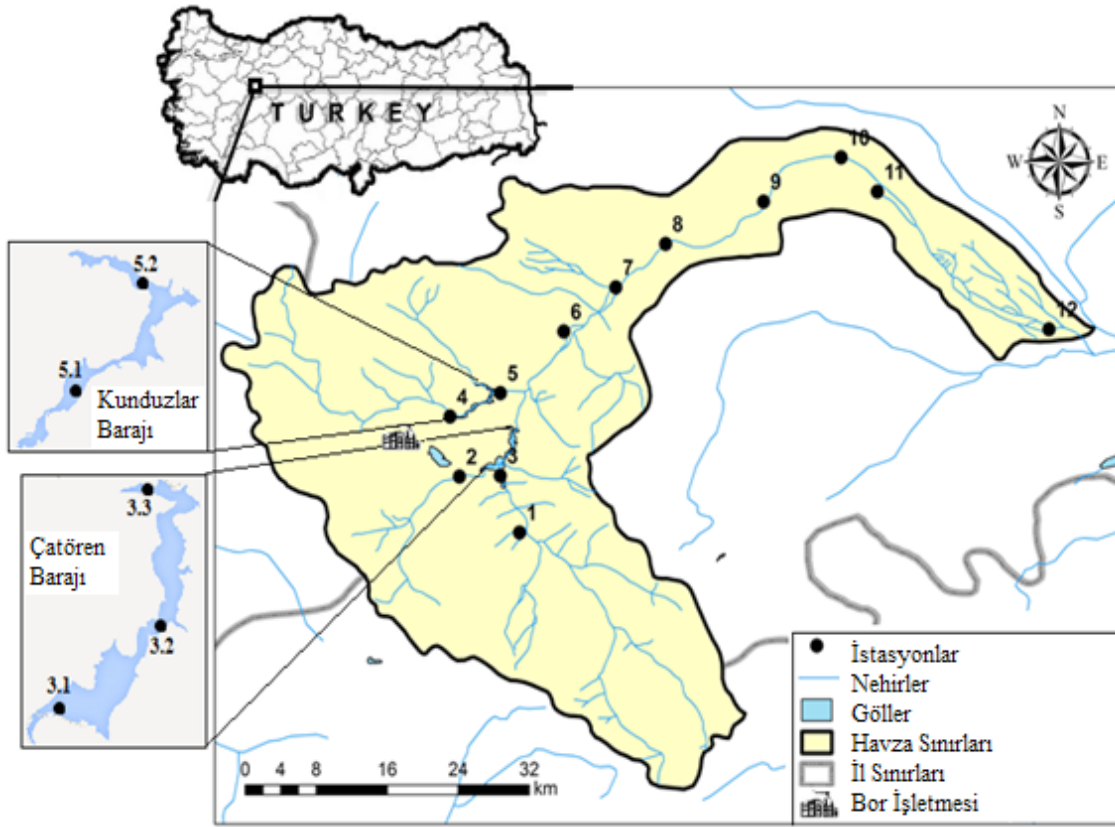 TURKEY
N
W E
S
10
11
9
8
12
7
6
5
4
2
3
1
5.2
5.1
Kunduzlar
Barajı
3.3
Çatören
Barajı
3.2
3.1
İstasyonlar
Nehirler
Göller
Havza Sınırları
İl Sınırları
Bor İşletmesi
0 4 8 16 24 32
km